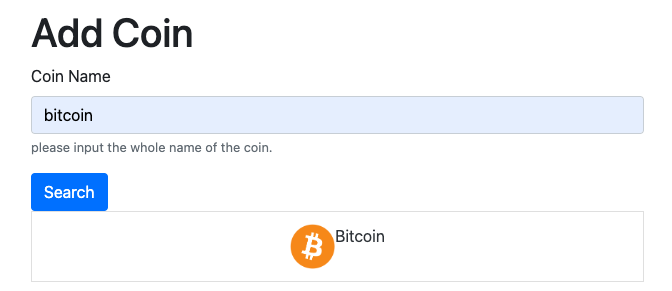 Add Coin
Coin Name
bitcoin
please input the whole name of the coin.
Search
Bitcoin